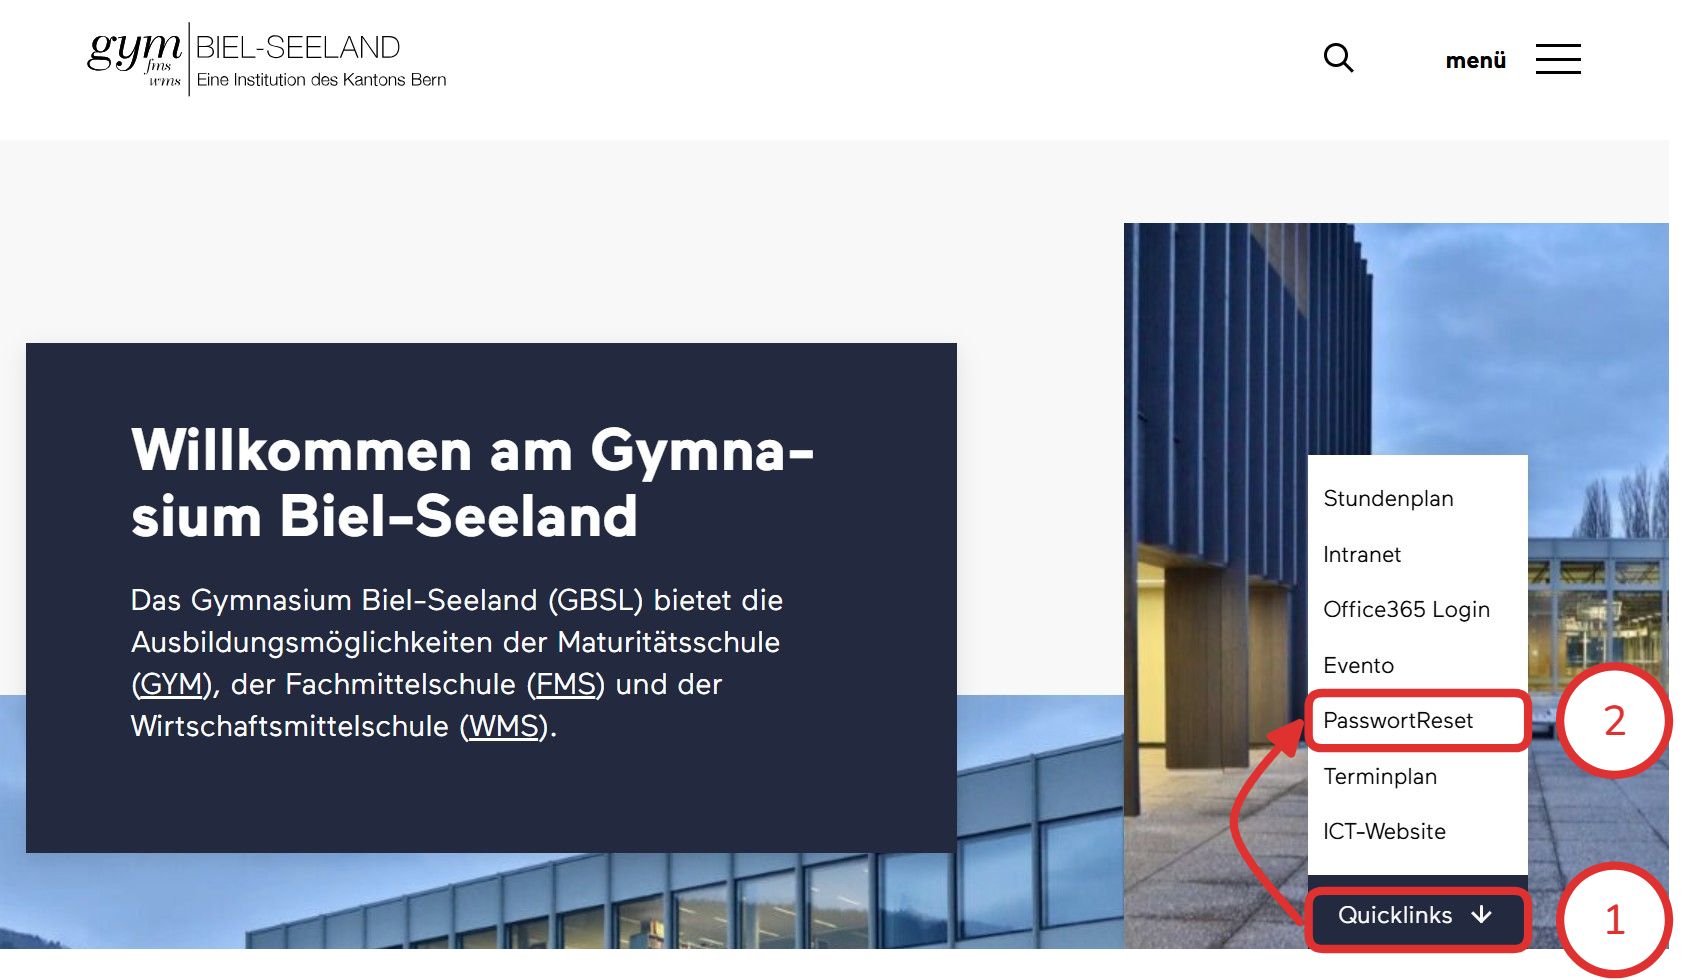 gym
fms
wms
BIEL-SEELAND
Eine Institution des Kantons Bern
menü
Willkommen am Gymna-
sium Biel-Seeland
Das Gymnasium Biel-Seeland (GBSL) bietet die
Ausbildungsmöglichkeiten der Maturitätsschule
(GYM), der Fachmittelschule (FMS) und der
Wirtschaftsmittelschule (WMS).
Stundenplan
Intranet
Office365 Login
Evento
PasswortReset
2
Terminplan
ICT-Website
Quicklinks ↓
1